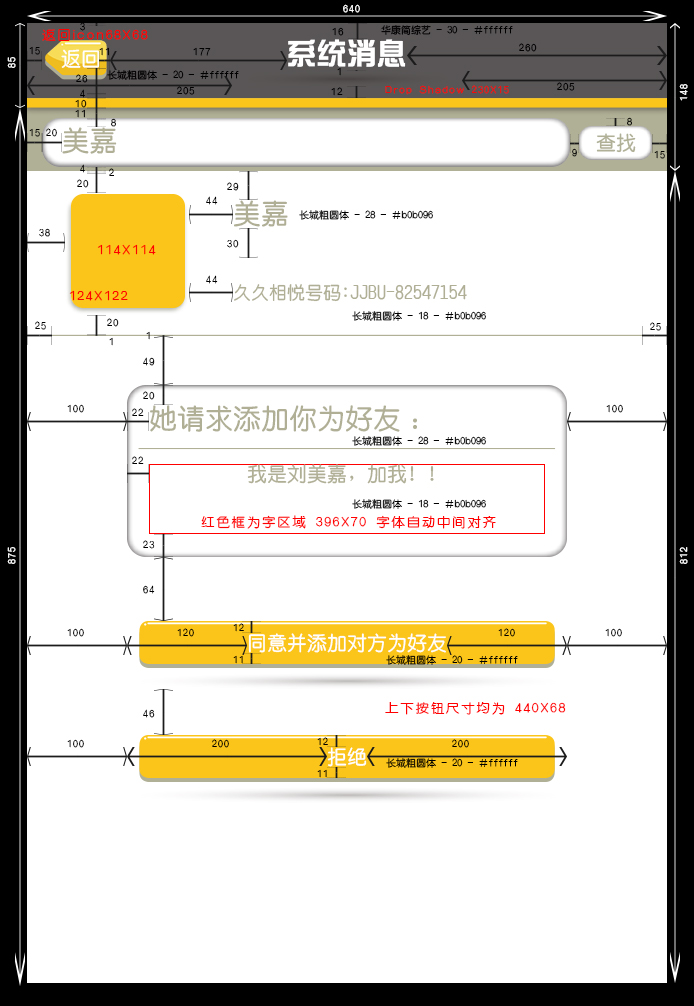 640
3
返回icon68X68
16
华康简综艺 - 30 - #ffffff
85
15
返回
11
177
系统消息
260
26
长城粗圆体 - 20 - #ffffff
1
205
205
4
12
Drop Shadow 236X15
148
10
11
8
8
15
20
美嘉
查找
9
15
4
2
20
29
44
美嘉
长城粗圆体 - 28 - #b0b096
38
30
114X114
44
久久相悦号码:JJBU-82547154
124X122
长城粗圆体 - 18 - #b0b096
25
20
25
1
1
49
20
100
22
她请求添加你为好友 :
100
长城粗圆体 - 28 - #b0b096
22
我是刘美嘉，加我！！
长城粗圆体 - 18 - #b0b096
红色框为字区域 396X70 字体自动中间对齐
23
875
812
64
12
100
120
同意并添加对方为好友
120
100
11
长城粗圆体 - 20 - #ffffff
46
上下按钮尺寸均为 440X68
12
100
200
拒绝
200
长城粗圆体 - 20 - #ffffff
11